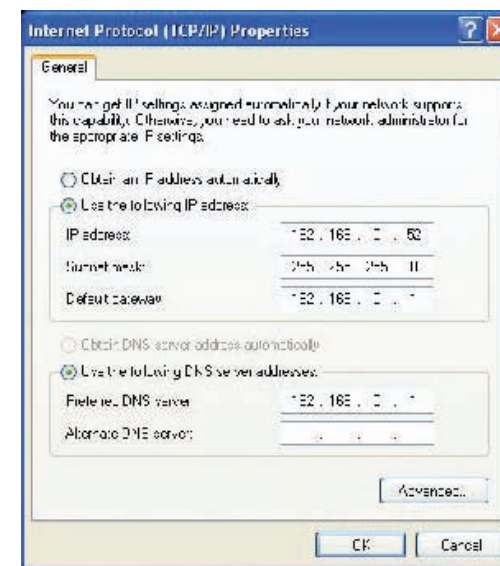 Internet Protocol (TCP/IP) Properties
General
You can get IP settings assigned automatically if your network supports
this capability. Otherwise, you need to ask your network administrator for
the appropriate IP settings.
Obtain an IP address automatically
Use the following IP address:
IP address: 192 . 168 . 0 . 52
Subnet mask: 255 . 255 . 255 . 0
Default gateway: 192 . 168 . 0 . 1
Obtain DNS server address automatically
Use the following DNS server addresses:
Preferred DNS server: 192 . 168 . 0 . 1
Alternate DNS server: . . .
Advanced...
OK Cancel